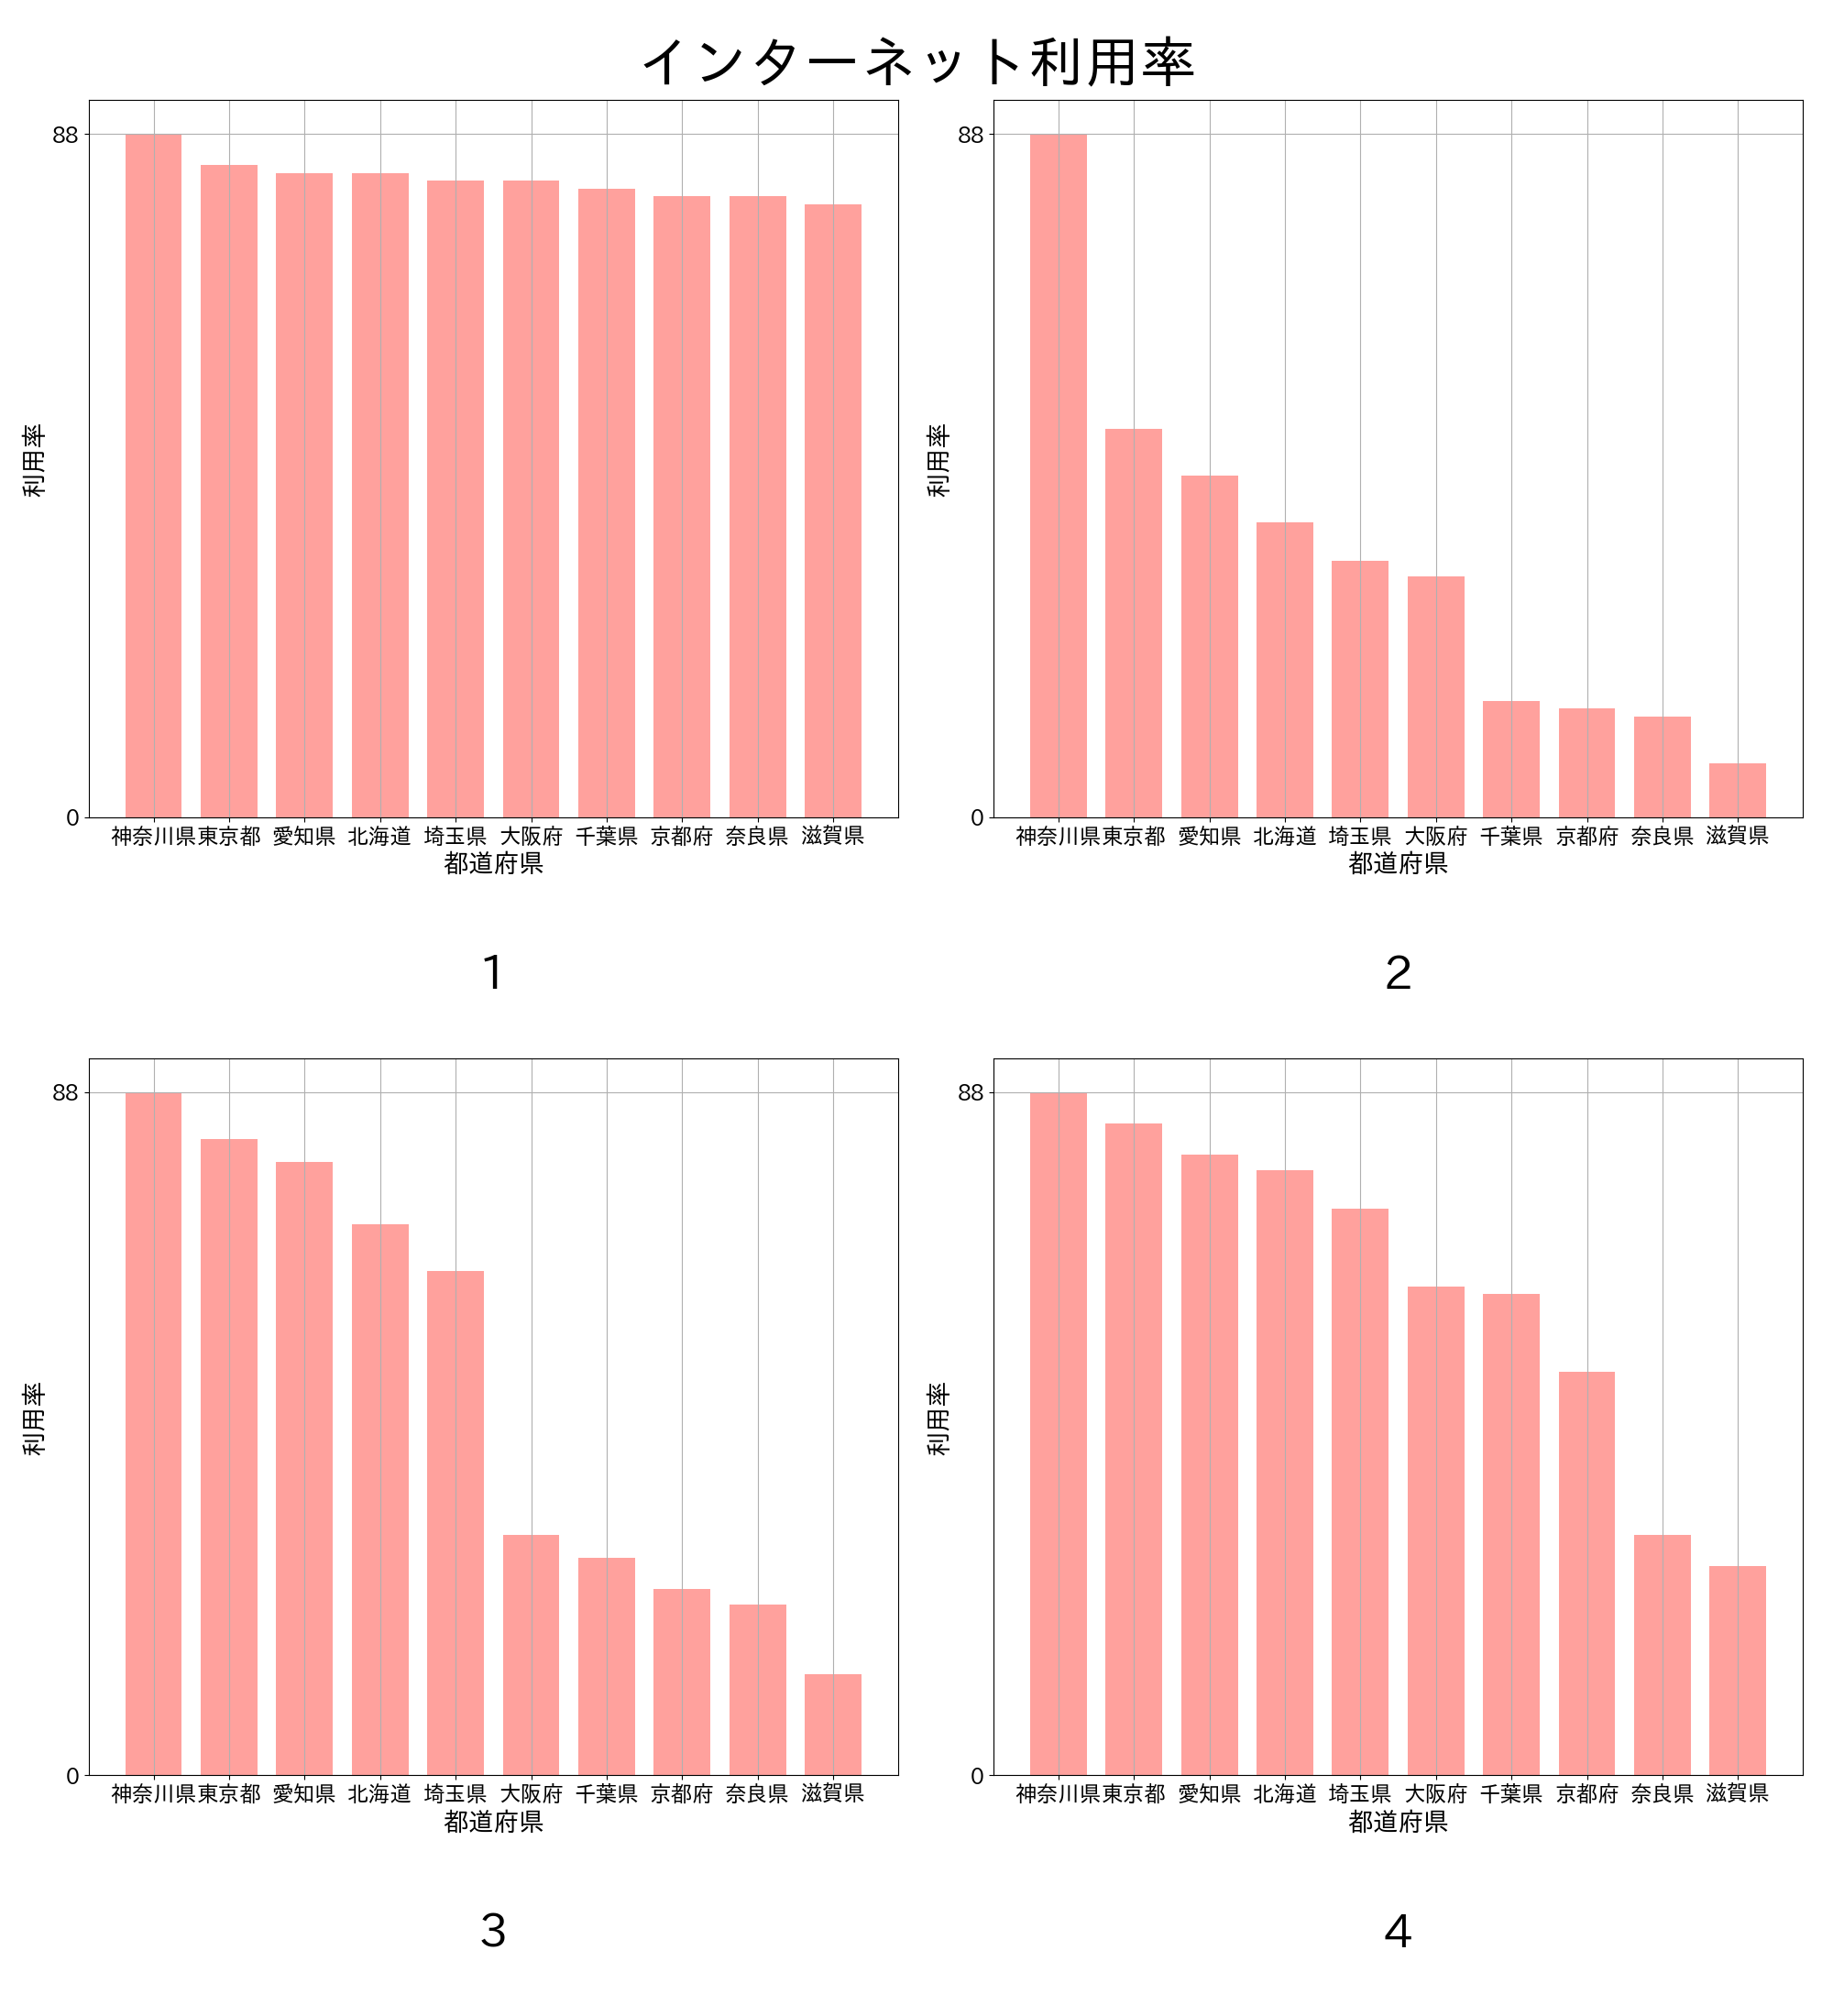 インターネット利用率
88
0
利用率
神奈川県 東京都 愛知県 北海道 埼玉県 大阪府 千葉県 京都府 奈良県 滋賀県
都道府県
1
88
0
利用率
神奈川県 東京都 愛知県 北海道 埼玉県 大阪府 千葉県 京都府 奈良県 滋賀県
都道府県
2
88
0
利用率
神奈川県 東京都 愛知県 北海道 埼玉県 大阪府 千葉県 京都府 奈良県 滋賀県
都道府県
3
88
0
利用率
神奈川県 東京都 愛知県 北海道 埼玉県 大阪府 千葉県 京都府 奈良県 滋賀県
都道府県
4